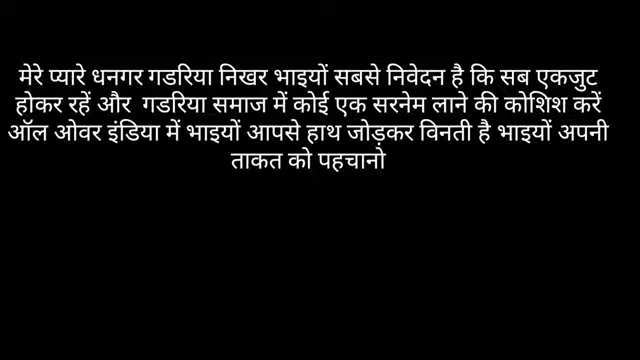 मेरे प्यारे धनगर गडरिया निखर भाइयों सबसे निवेदन है कि सब एकजुट
होकर रहें और गडरिया समाज में कोई एक सरनेम लाने की कोशिश करें
ऑल ओवर इंडिया में भाइयों आपसे हाथ जोड़कर विनती है भाइयों अपनी
ताकत को पहचानो